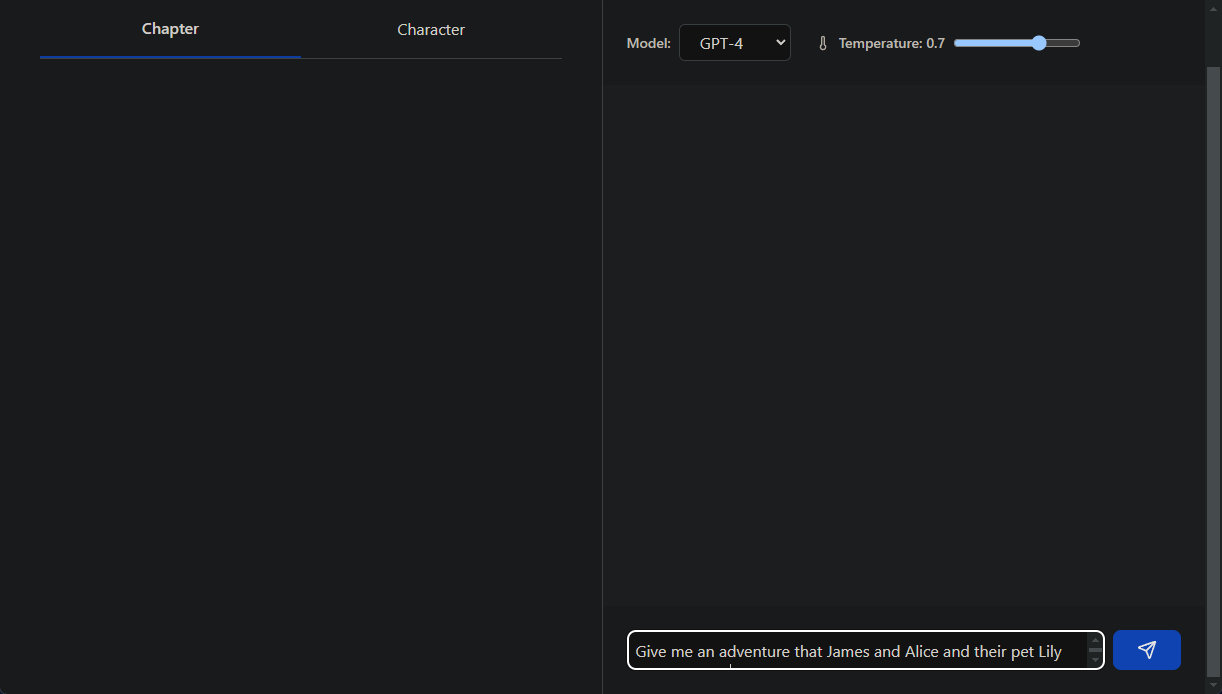 Chapter
Character
Model:
GPT-4
Temperature: 0.7
Give me an adventure that James and Alice and their pet Lily